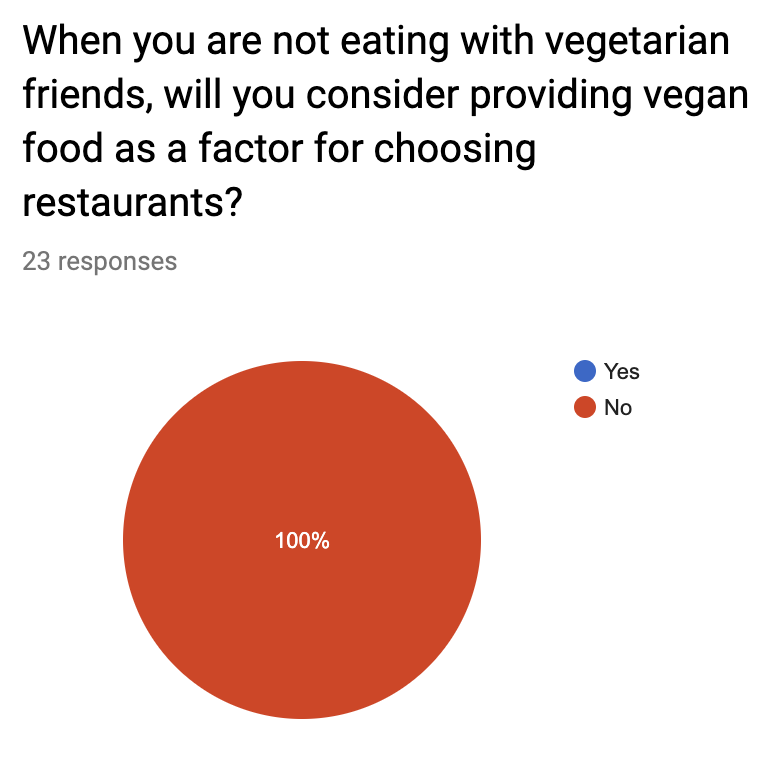 When you are not eating with vegetarian
friends, will you consider providing vegan
food as a factor for choosing
restaurants?
23 responses
Yes
No
100%